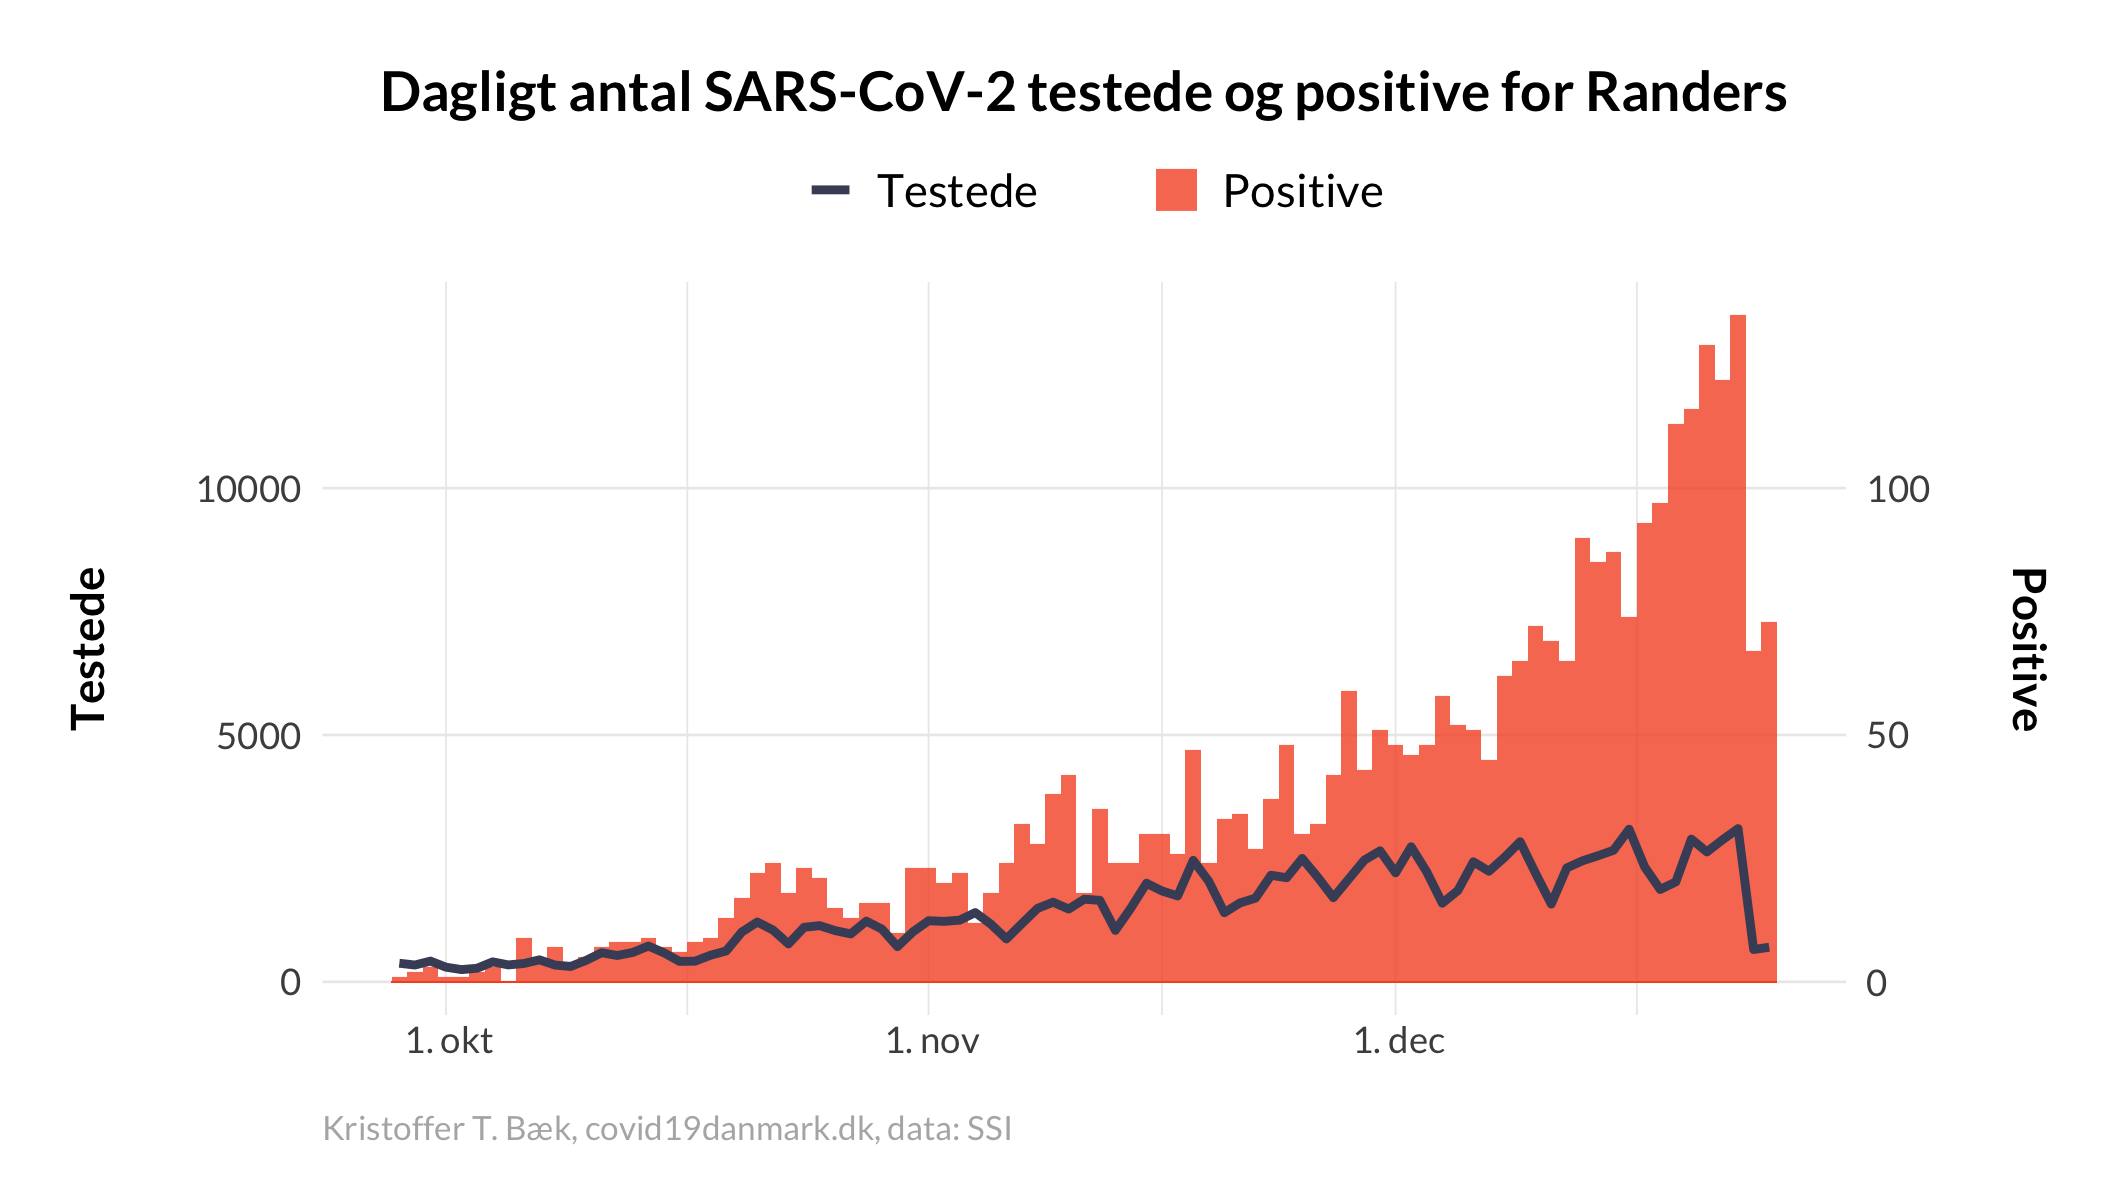 Dagligt antal SARS-CoV-2 testede og positive for Randers
Testede
Positive
10000
5000
0
Testede
100
50
0
Positive
1. okt
1. nov
1. dec
Kristoffer T. Bæk, covid19danmark.dk, data: SSI